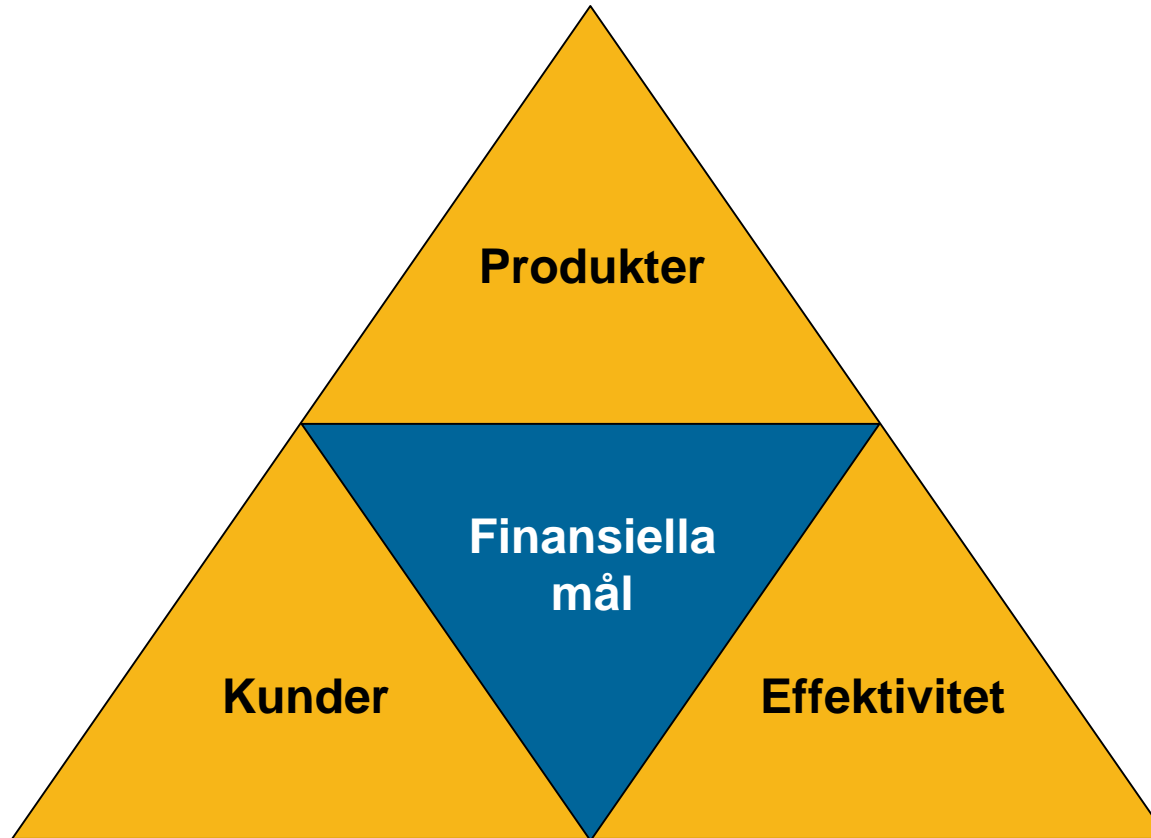 Produkter
Finansiella
mål
Kunder
Effektivitet